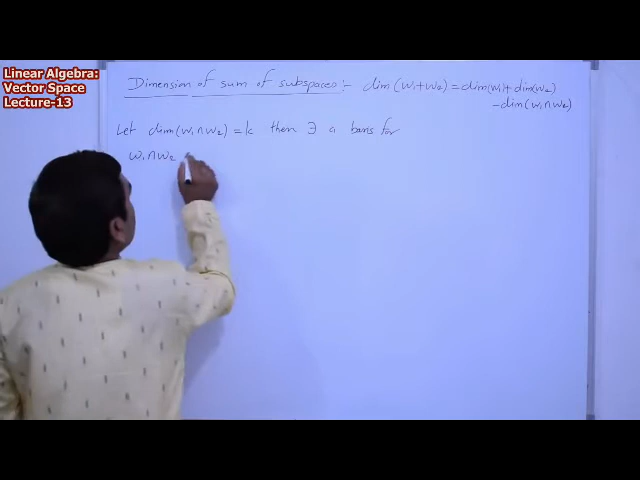 Linear Algebra:
Vector Space
Lecture-13
Dimension of sum of subspaces:- dim(W₁+W₂) = dim(W₁) + dim(W₂)
- dim(W₁∩W₂)
Let dim(W₁∩W₂) = k then ∃ a basis for
W₁∩W₂